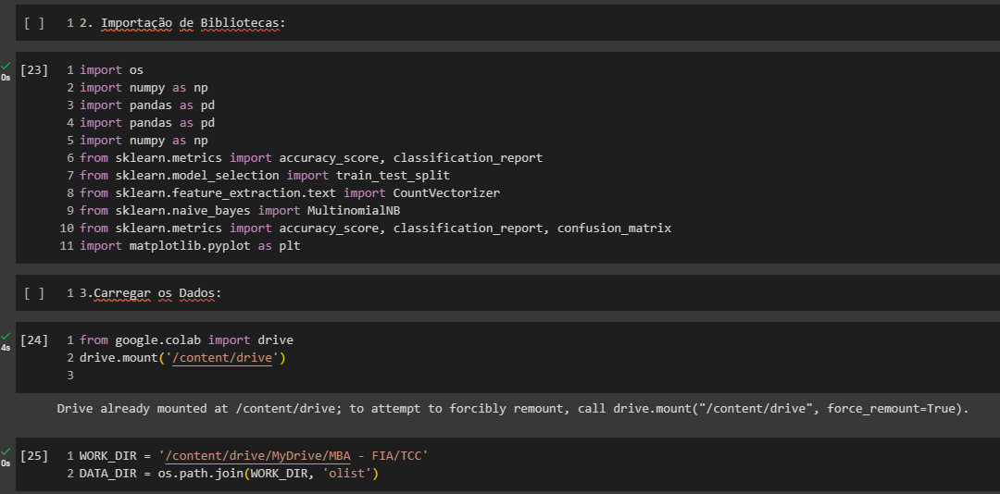 [ ] 1 2. Importação de Bibliotecas:
[23] 1 import os
0s 2 import numpy as np
3 import pandas as pd
4 import pandas as pd
5 import numpy as np
6 from sklearn.metrics import accuracy_score, classification_report
7 from sklearn.model_selection import train_test_split
8 from sklearn.feature_extraction.text import CountVectorizer
9 from sklearn.naive_bayes import MultinomialNB
10 from sklearn.metrics import accuracy_score, classification_report, confusion_matrix
11 import matplotlib.pyplot as plt
[ ] 1 3.Carregar os Dados:
[24] 1 from google.colab import drive
4s 2 drive.mount('/content/drive')
3
Drive already mounted at /content/drive; to attempt to forcibly remount, call drive.mount("/content/drive", force_remount=True).
[25] 1 WORK_DIR = '/content/drive/MyDrive/MBA - FIA/TCC'
0s 2 DATA_DIR = os.path.join(WORK_DIR, 'olist')